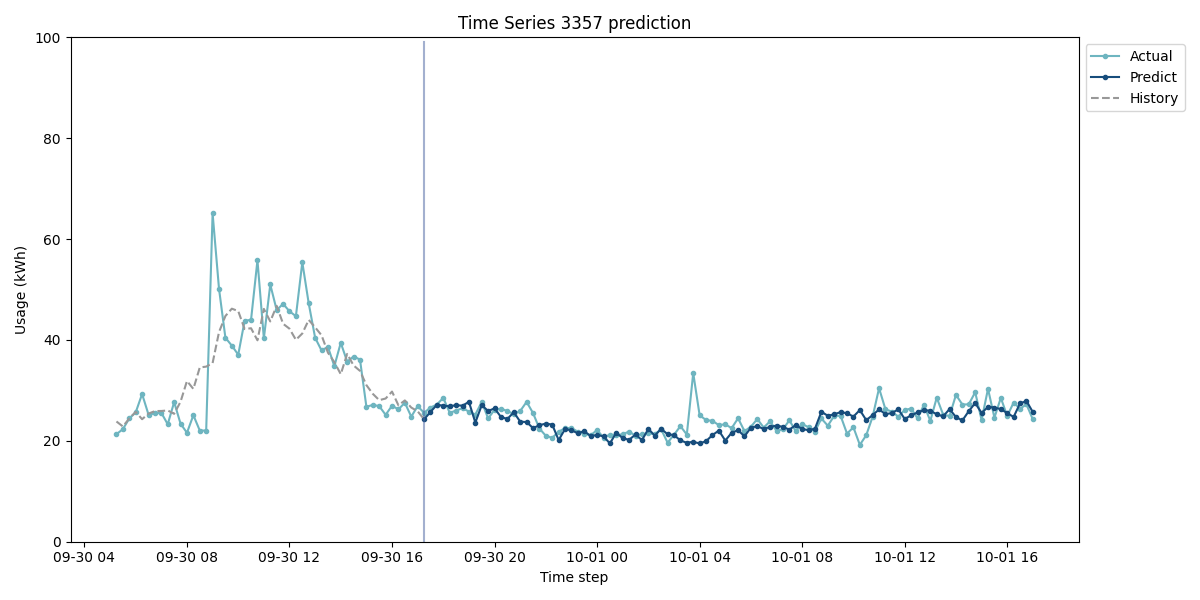 Time Series 3357 prediction
100
80
60
40
20
0
Usage (kWh)
09-30 04
09-30 08
09-30 12
09-30 16
09-30 20
10-01 00
10-01 04
10-01 08
10-01 12
10-01 16
Time step
Actual
Predict
History